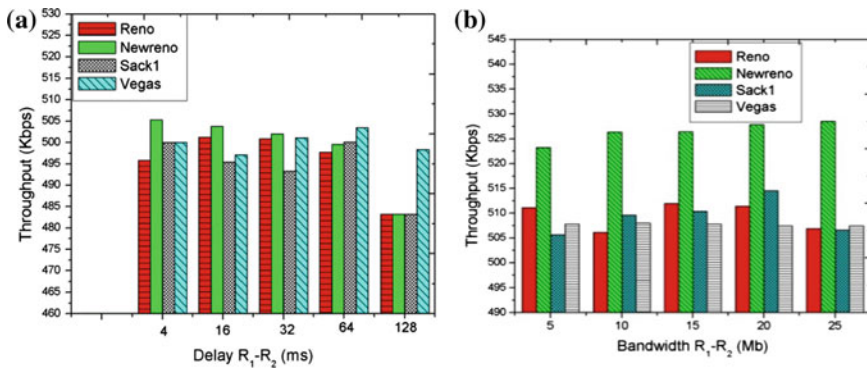 (a)
530
525
520
515
510
505
500
495
490
485
480
475
470
465
460
Throughput (Kbps)
Reno
Newreno
Sack1
Vegas
4 16 32 64 128
Delay R1-R2 (ms)
(b)
545
540
535
530
525
520
515
510
505
500
495
490
Throughput (Kbps)
Reno
Newreno
Sack1
Vegas
5 10 15 20 25
Bandwidth R1-R2 (Mb)